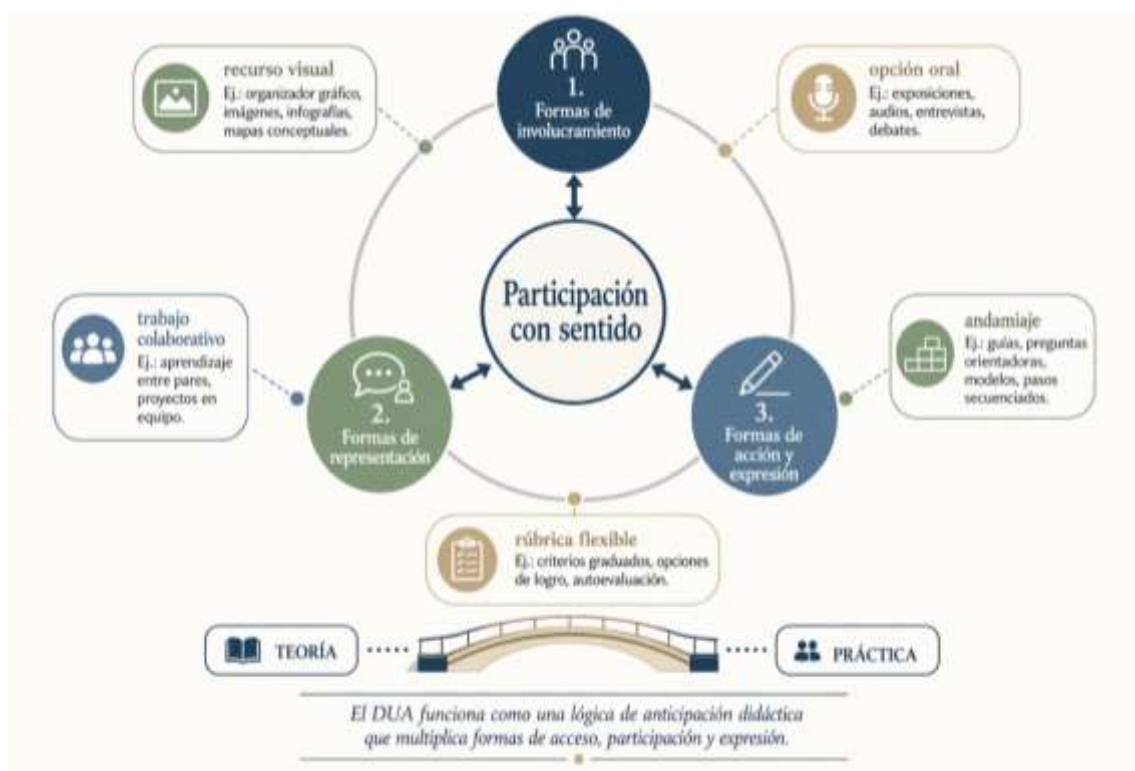 1.
Formas de
involucramiento
recurso visual
Ej.: organizador gráfico,
imágenes, infografías,
mapas conceptuales.
opción oral
Ej.: exposiciones,
audios, entrevistas,
debates.
Participación
con sentido
trabajo
colaborativo
Ej.: aprendizaje
entre pares,
proyectos en
equipo.
andamiaje
Ej.: guías, preguntas
orientadoras,
modelos, pasos
secuenciados.
2.
Formas de
representación
3.
Formas de
acción y
expresión
rúbrica flexible
Ej.: criterios graduados, opciones
de logro, autoevaluación.
TEORÍA
PRÁCTICA
El DUA funciona como una lógica de anticipación didáctica
que multiplica formas de acceso, participación y expresión.